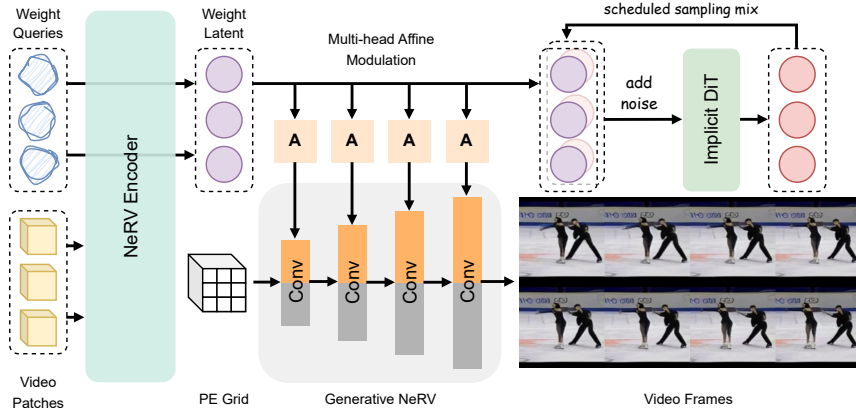 Weight
Queries
Weight
Latent
Multi-head Affine
Modulation
scheduled sampling mix
add
noise
NeRV Encoder
A
A
A
A
Implicit DiT
Conv
Conv
Conv
Conv
Video
Patches
PE Grid
Generative NeRV
Video Frames